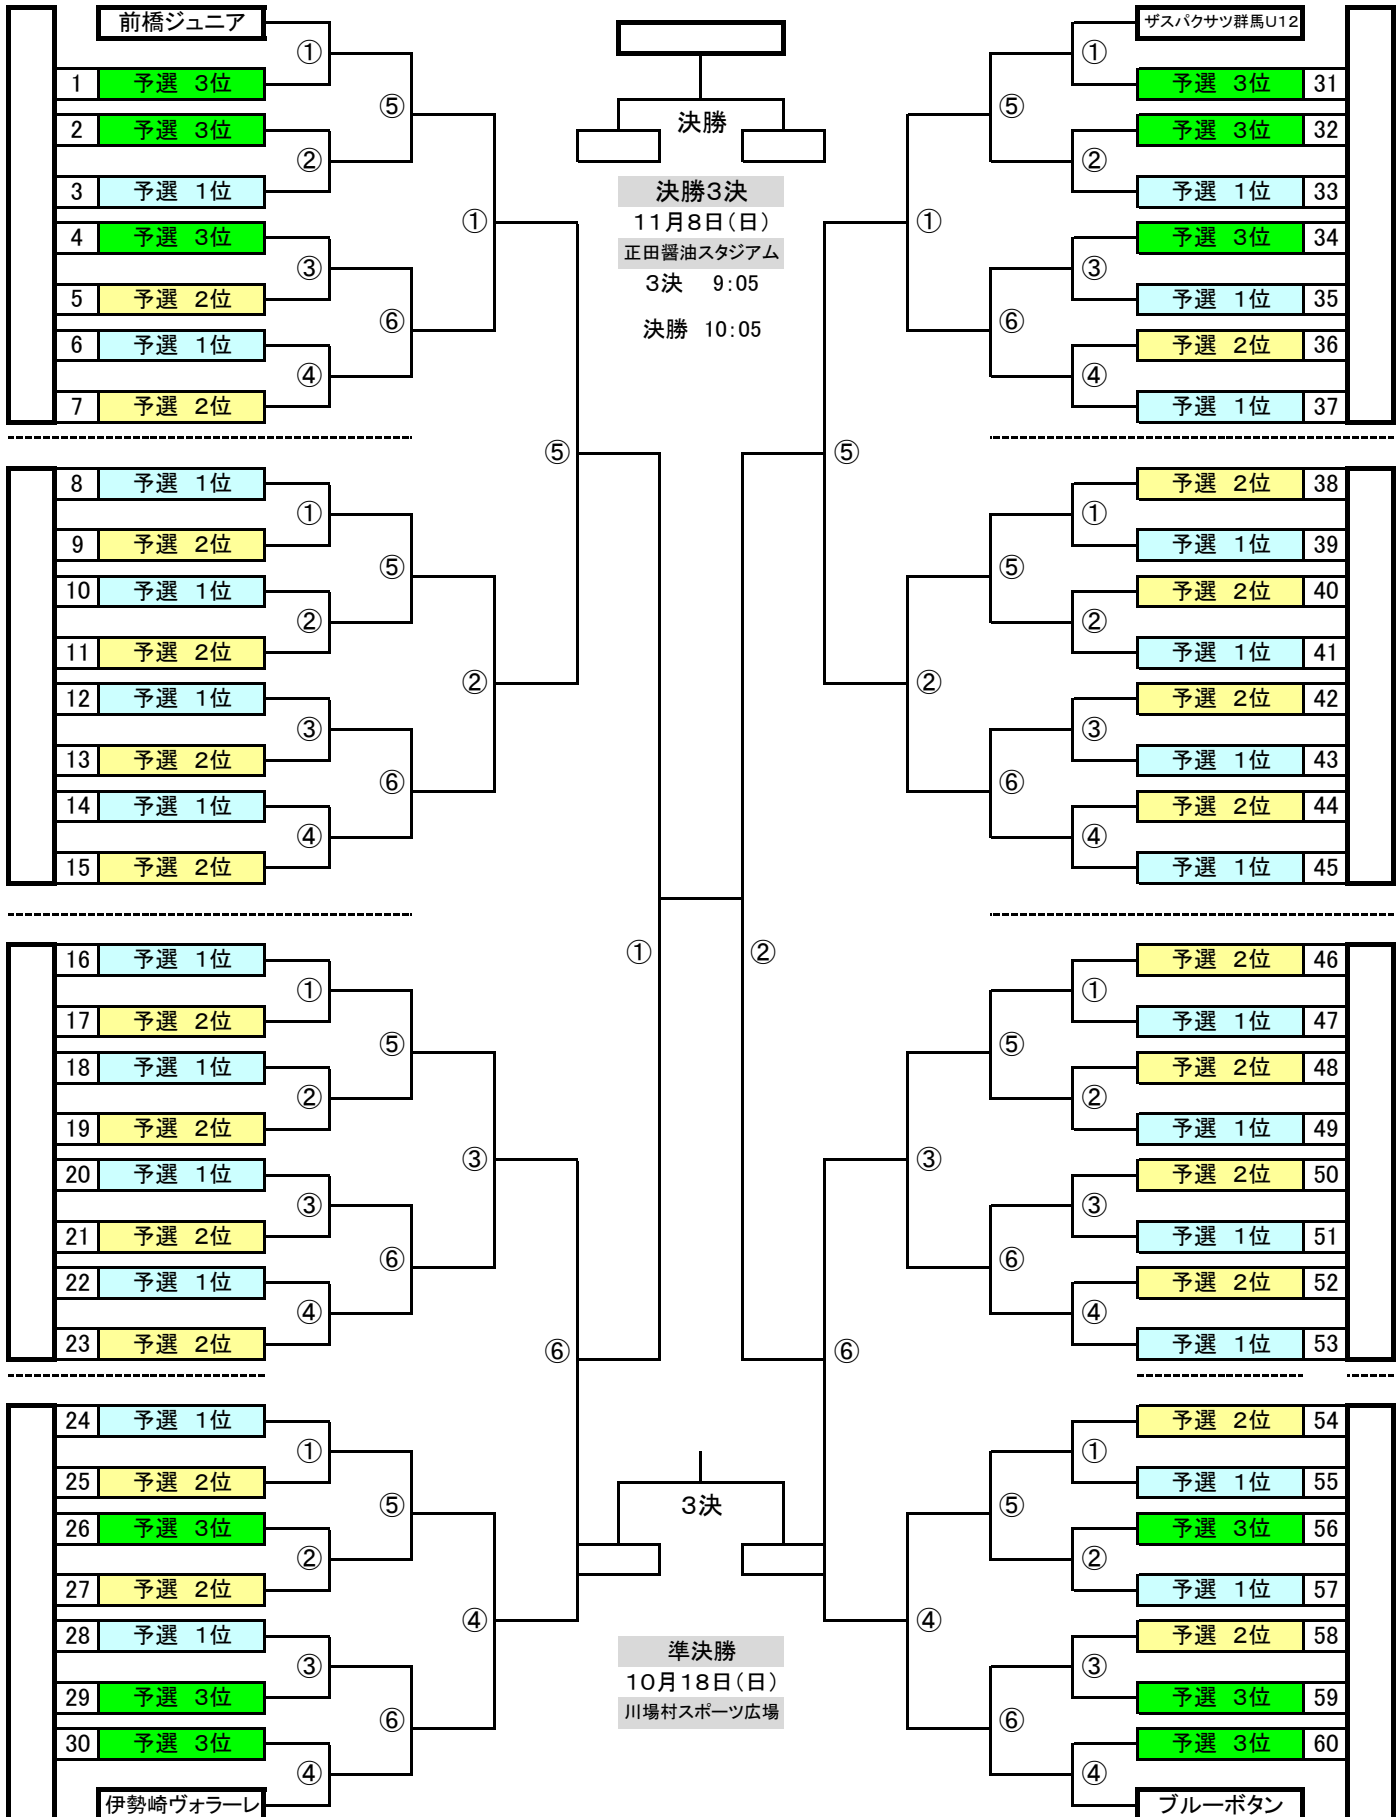 前橋ジュニア
①
1 予選 3位
⑤
2 予選 3位
②
3 予選 1位
①
4 予選 3位
③
5 予選 2位
⑥
6 予選 1位
④
7 予選 2位
⑤
8 予選 1位
①
9 予選 2位
⑤
10 予選 1位
②
11 予選 2位
②
12 予選 1位
③
13 予選 2位
⑥
14 予選 1位
④
15 予選 2位
①
16 予選 1位
①
17 予選 2位
⑤
18 予選 1位
②
19 予選 2位
③
20 予選 1位
③
21 予選 2位
⑥
22 予選 1位
④
23 予選 2位
⑥
24 予選 1位
①
25 予選 2位
⑤
26 予選 3位
②
27 予選 2位
④
28 予選 1位
③
29 予選 3位
⑥
30 予選 3位
④
伊勢崎ヴォラーレ
決勝
決勝3決
11月8日(日)
正田醤油スタジアム
3決 9:05
決勝 10:05
3決
準決勝
10月18日(日)
川場村スポーツ広場
ザスパクサツ群馬U12
①
予選 3位 31
⑤
予選 3位 32
②
予選 1位 33
①
予選 3位 34
③
予選 1位 35
⑥
予選 2位 36
④
予選 1位 37
⑤
予選 2位 38
①
予選 1位 39
⑤
予選 2位 40
②
予選 1位 41
②
予選 2位 42
③
予選 1位 43
⑥
予選 2位 44
④
予選 1位 45
②
予選 2位 46
①
予選 1位 47
⑤
予選 2位 48
②
予選 1位 49
③
予選 2位 50
③
予選 1位 51
⑥
予選 2位 52
④
予選 1位 53
⑥
予選 2位 54
①
予選 1位 55
⑤
予選 3位 56
②
予選 1位 57
④
予選 2位 58
③
予選 3位 59
⑥
予選 3位 60
④
ブルーボタン